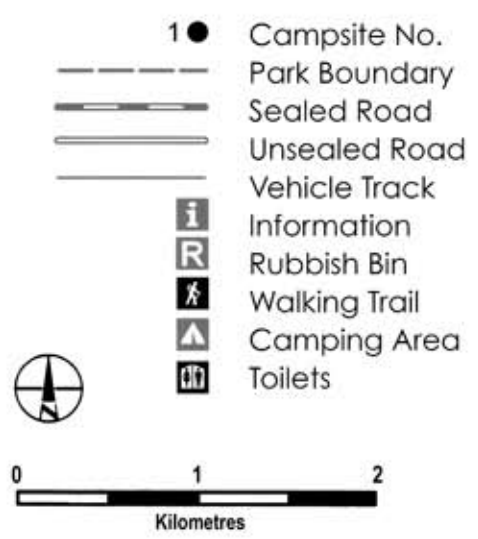 1 Campsite No.
Park Boundary
Sealed Road
Unsealed Road
Vehicle Track
i Information
R Rubbish Bin
Walking Trail
Camping Area
Toilets
N
0 1 2
Kilometres